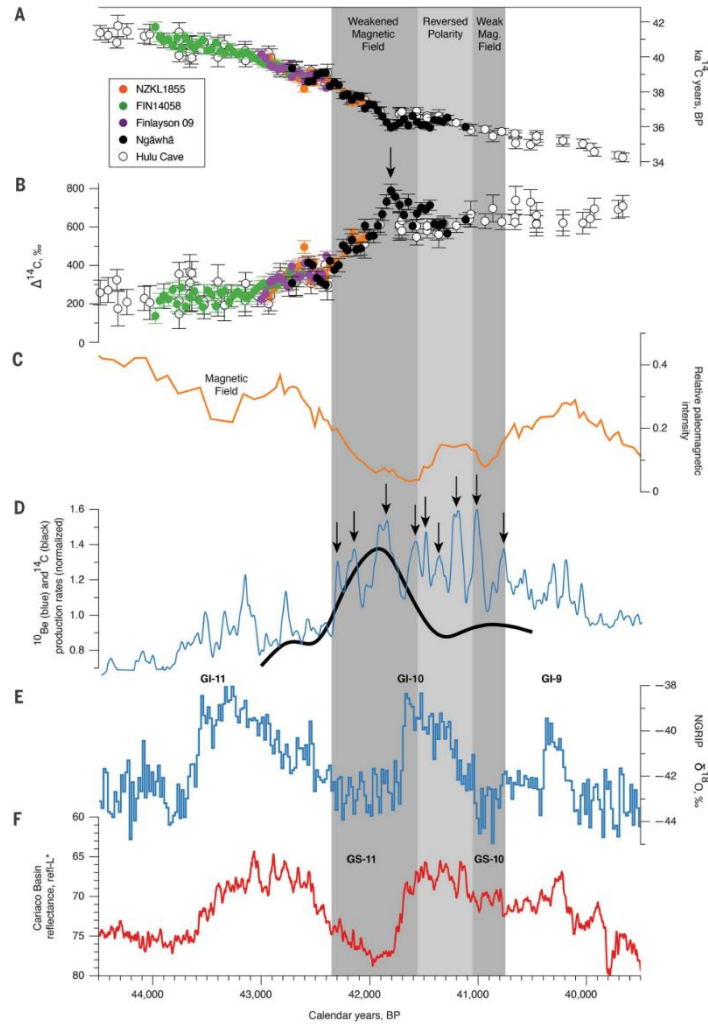 A
Weakened Magnetic Field
Reversed Polarity
Weak Mag. Field
42
40
38
36
34
ka ¹⁴C years, BP
NZKL1855
FIN14058
Finlayson 09
Ngāwhā
Hulu Cave
B
800
600
400
200
0
Δ¹⁴C, ‰
C
Magnetic Field
0.4
0.2
0
Relative paleomagnetic intensity
D
1.6
1.4
1.2
1.0
0.8
¹⁰Be (blue) and ¹⁴C (black) production rates (normalized)
GI-11
GI-10
GI-9
E
−38
−40
−42
−44
NGRIP δ¹⁸O, ‰
F
60
65
70
75
80
Cariaco Basin reflectance, refl-L*
GS-11
GS-10
44,000
43,000
42,000
41,000
40,000
Calendar years, BP